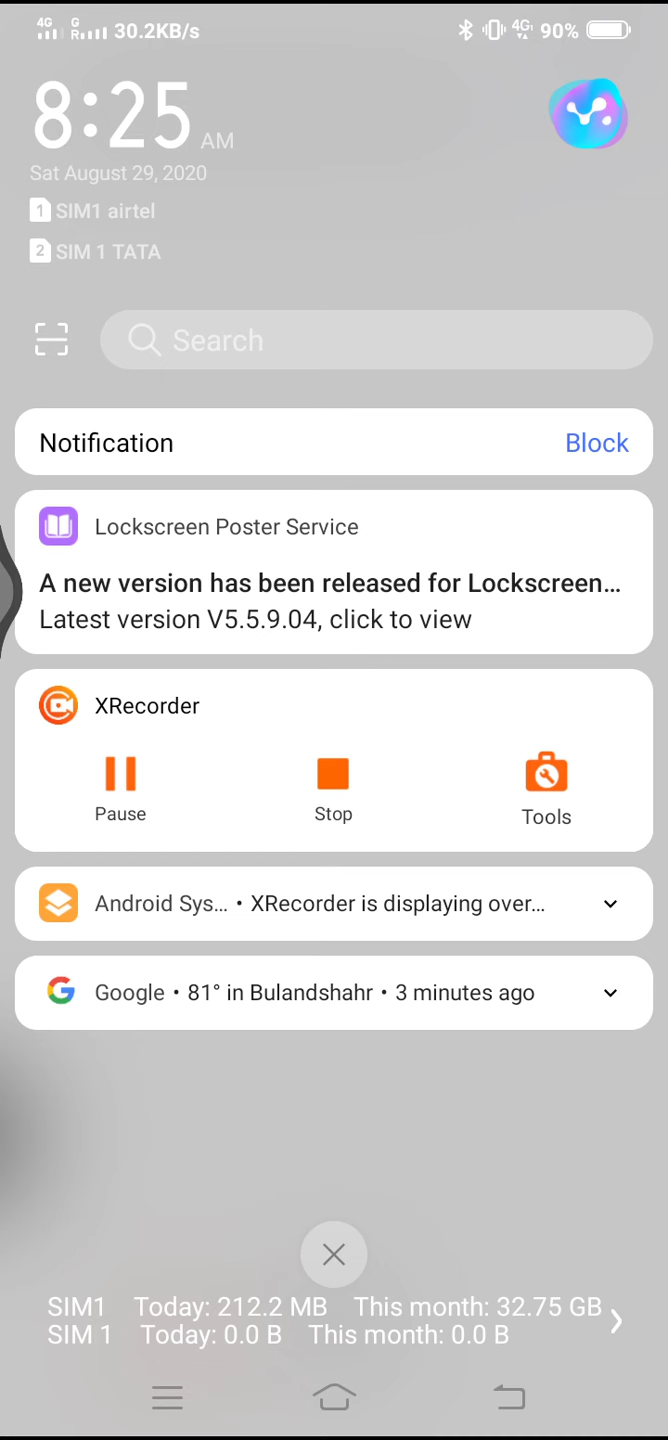 4G G R 30.2KB/s 4G 90%
8:25 AM
Sat August 29, 2020
1 SIM1 airtel
2 SIM 1 TATA
Search
Notification Block
Lockscreen Poster Service
A new version has been released for Lockscreen...
Latest version V5.5.9.04, click to view
XRecorder
Pause Stop Tools
Android Sys... • XRecorder is displaying over...
Google • 81° in Bulandshahr • 3 minutes ago
SIM1 Today: 212.2 MB This month: 32.75 GB
SIM 1 Today: 0.0 B This month: 0.0 B